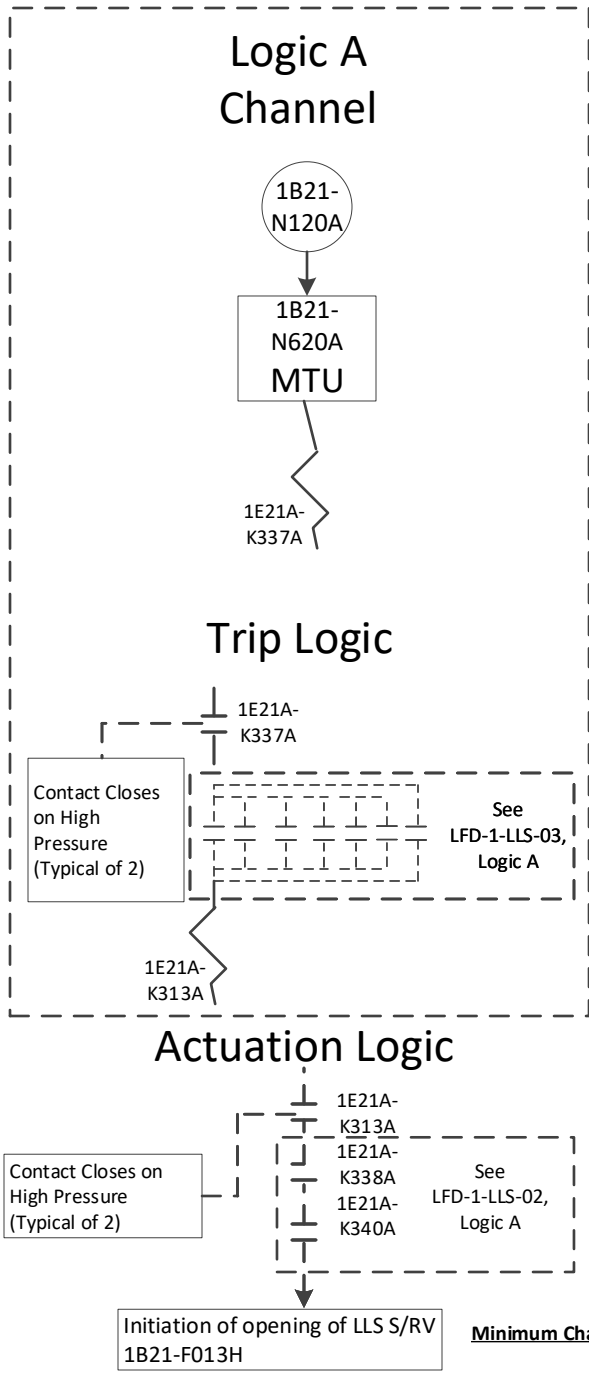 Logic A
Channel
1B21-
N120A
1B21-
N620A
MTU
1E21A-
K337A
Trip Logic
1E21A-
K337A
Contact Closes
on High
Pressure
(Typical of 2)
See
LFD-1-LLS-03,
Logic A
1E21A-
K313A
Actuation Logic
1E21A-
K313A
Contact Closes on
High Pressure
(Typical of 2)
1E21A-
K338A
1E21A-
K340A
See
LFD-1-LLS-02,
Logic A
Initiation of opening of LLS S/RV
1B21-F013H
Minimum Cha